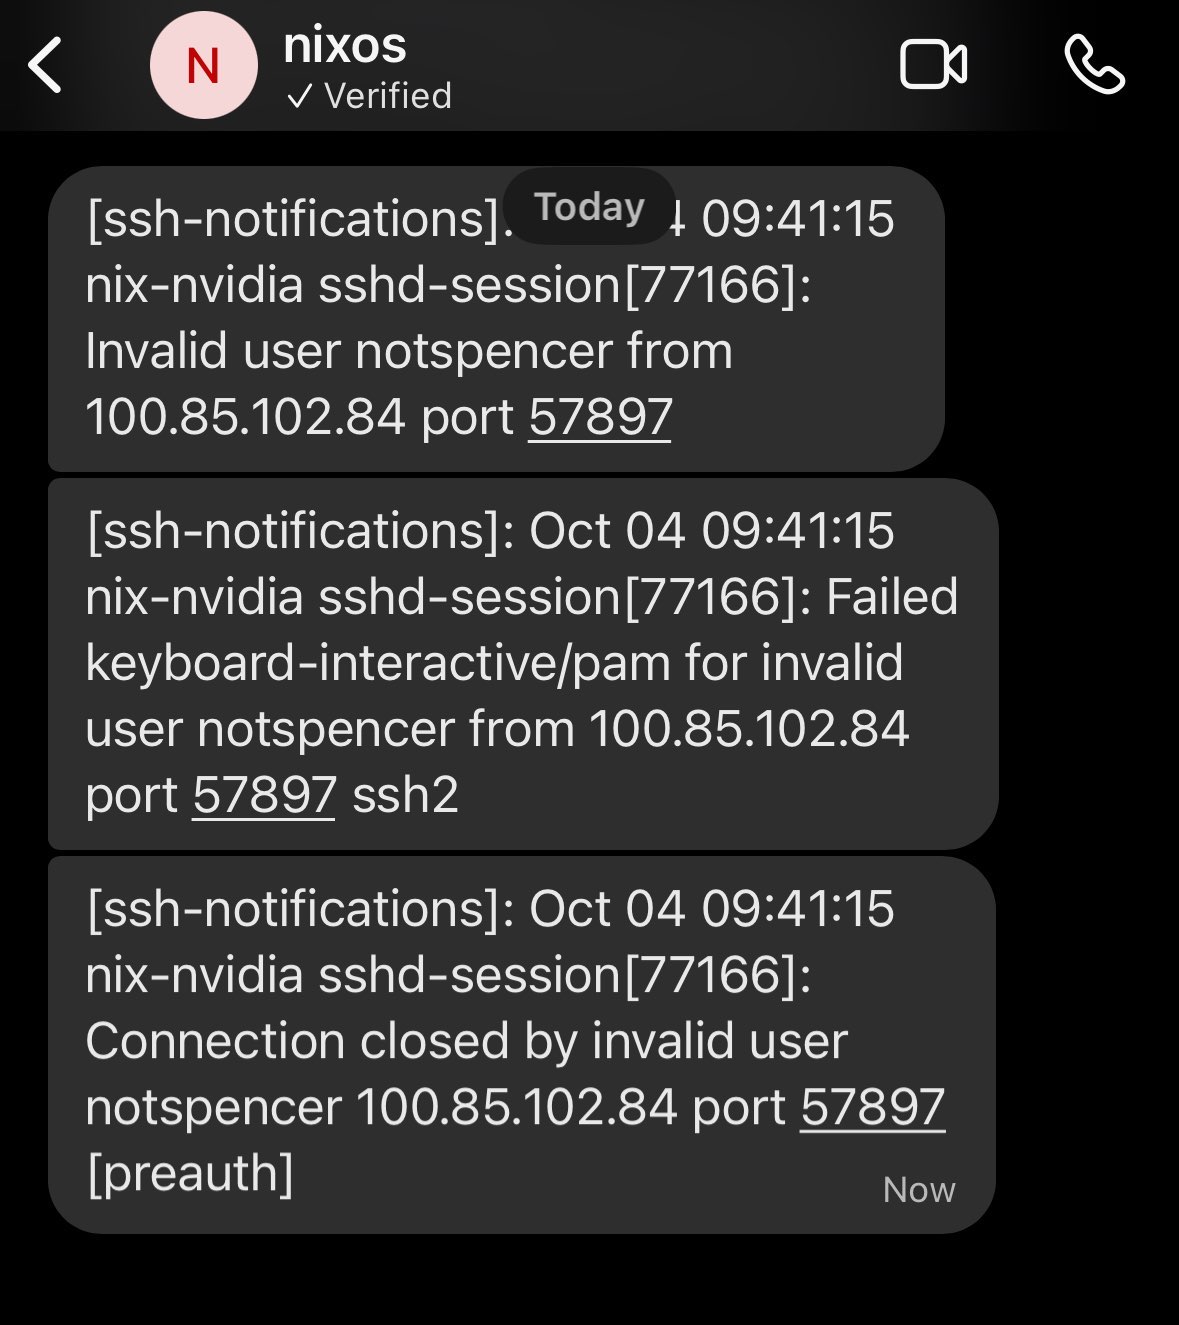 N
nixos
✓ Verified
Today
[ssh-notifications]: 4 09:41:15
nix-nvidia sshd-session[77166]:
Invalid user notspencer from
100.85.102.84 port 57897
[ssh-notifications]: Oct 04 09:41:15
nix-nvidia sshd-session[77166]: Failed
keyboard-interactive/pam for invalid
user notspencer from 100.85.102.84
port 57897 ssh2
[ssh-notifications]: Oct 04 09:41:15
nix-nvidia sshd-session[77166]:
Connection closed by invalid user
notspencer 100.85.102.84 port 57897
[preauth]
Now